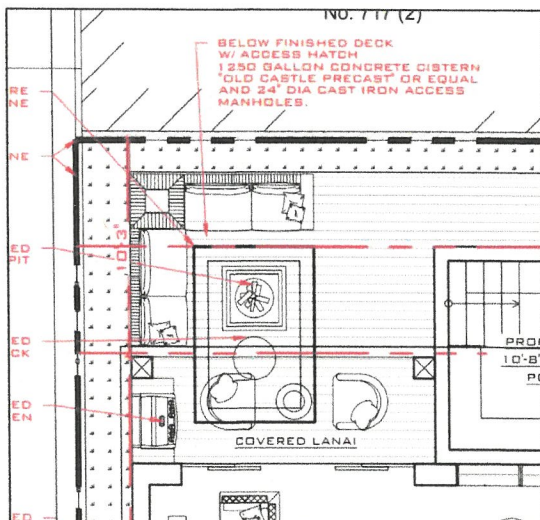 No. 717 (2)
BELOW FINISHED DECK
W/ ACCESS HATCH
1250 GALLON CONCRETE CISTERN
"OLD CASTLE PRECAST" OR EQUAL
AND 24" DIA CAST IRON ACCESS
MANHOLES.
RE
NE
NE
10'-3"
ED
PIT
ED
CK
ED
EN
ED
PROP
10'-8"
PO
COVERED LANAI